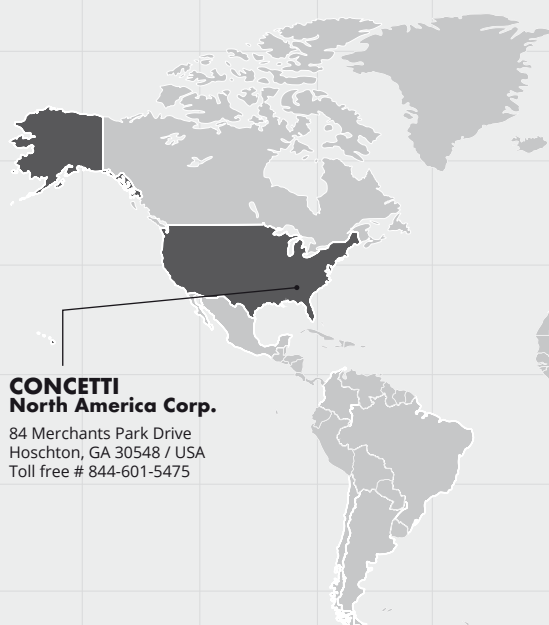 CONCETTI
North America Corp.
84 Merchants Park Drive
Hoschton, GA 30548 / USA
Toll free # 844-601-5475